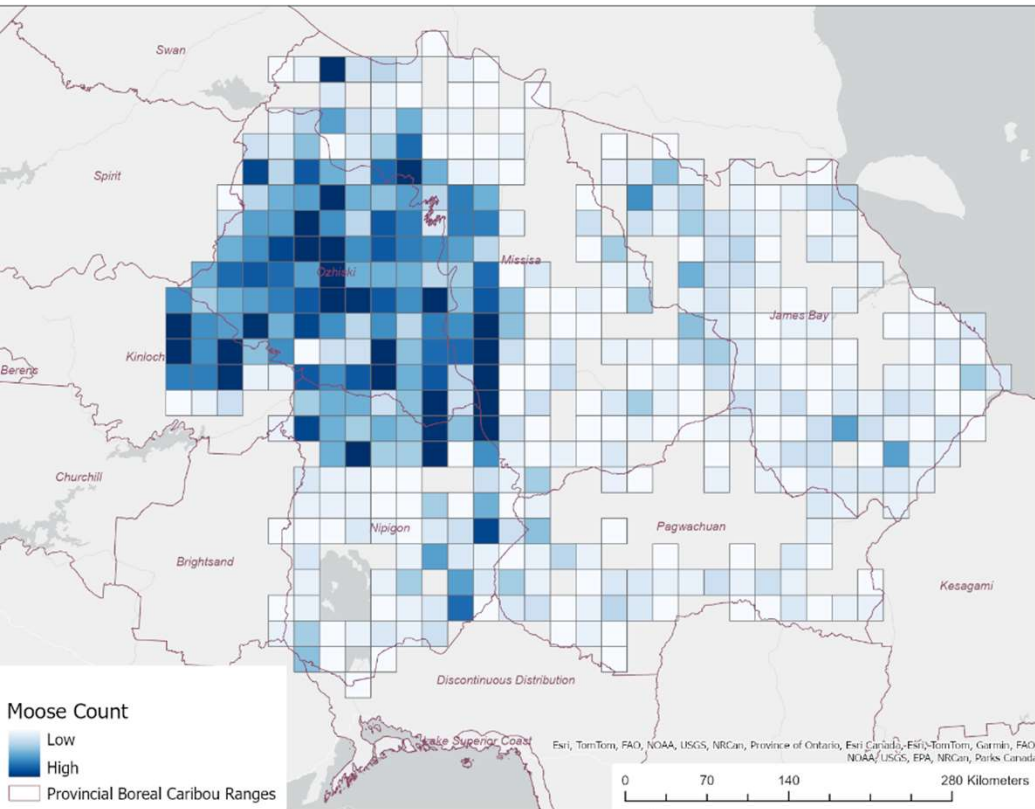 Swan
Spirit
Ozhiski
Missisa
James Bay
Kinloch
Berens
Churchill
Nipigon
Pagwachuan
Brightsand
Kesagami
Discontinuous Distribution
Lake Superior Coast
Moose Count
Low
High
Provincial Boreal Caribou Ranges
Esri, TomTom, FAO, NOAA, USGS, NRCan, Province of Ontario, Esri Canada, Esri, TomTom, Garmin, FAO,
NOAA, USGS, EPA, NRCan, Parks Canada
0 70 140 280 Kilometers